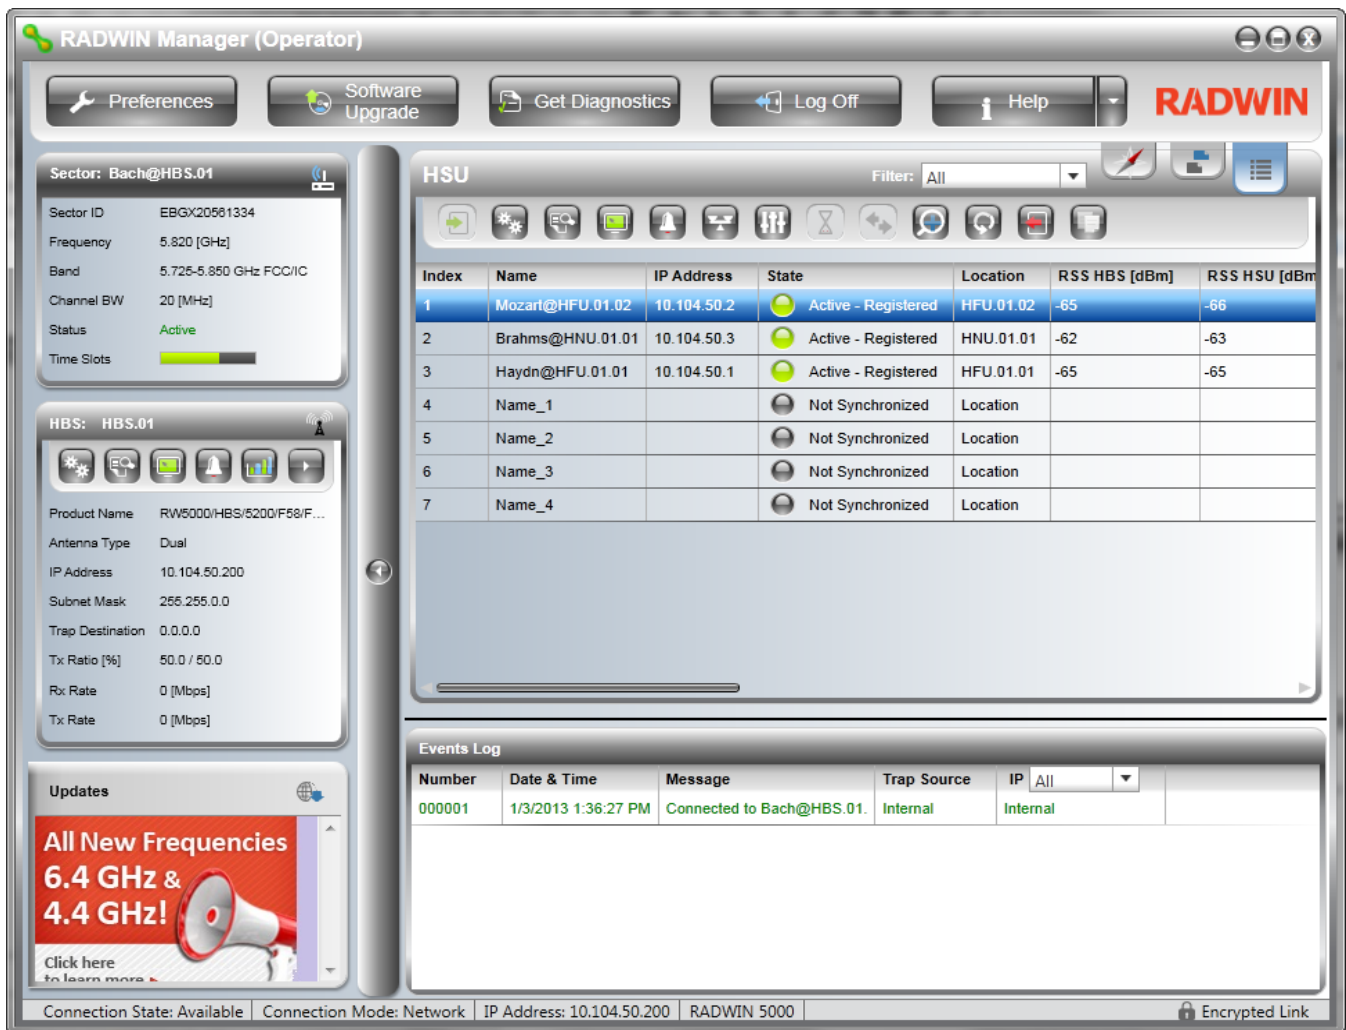 RADWIN Manager (Operator)
Preferences
Software
Upgrade
Get Diagnostics
Log Off
Help
RADWIN
Sector: Bach@HBS.01
Sector ID EBGX20561334
Frequency 5.820 [GHz]
Band 5.725-5.850 GHz FCC/IC
Channel BW 20 [MHz]
Status Active
Time Slots
HBS: HBS.01
Product Name RW5000/HBS/5200/F58/F...
Antenna Type Dual
IP Address 10.104.50.200
Subnet Mask 255.255.0.0
Trap Destination 0.0.0.0
Tx Ratio [%] 50.0 / 50.0
Rx Rate 0 [Mbps]
Tx Rate 0 [Mbps]
Updates
All New Frequencies
6.4 GHz &
4.4 GHz!
Click here
to learn more
HSU
Filter: All
Index Name IP Address State Location RSS HBS [dBm] RSS HSU [dBm
1 Mozart@HFU.01.02 10.104.50.2 Active - Registered HFU.01.02 -65 -66
2 Brahms@HNU.01.01 10.104.50.3 Active - Registered HNU.01.01 -62 -63
3 Haydn@HFU.01.01 10.104.50.1 Active - Registered HFU.01.01 -65 -65
4 Name_1 Not Synchronized Location
5 Name_2 Not Synchronized Location
6 Name_3 Not Synchronized Location
7 Name_4 Not Synchronized Location
Events Log
Number Date & Time Message Trap Source IP All
000001 1/3/2013 1:36:27 PM Connected to Bach@HBS.01. Internal Internal
Connection State: Available Connection Mode: Network IP Address: 10.104.50.200 RADWIN 5000 Encrypted Link